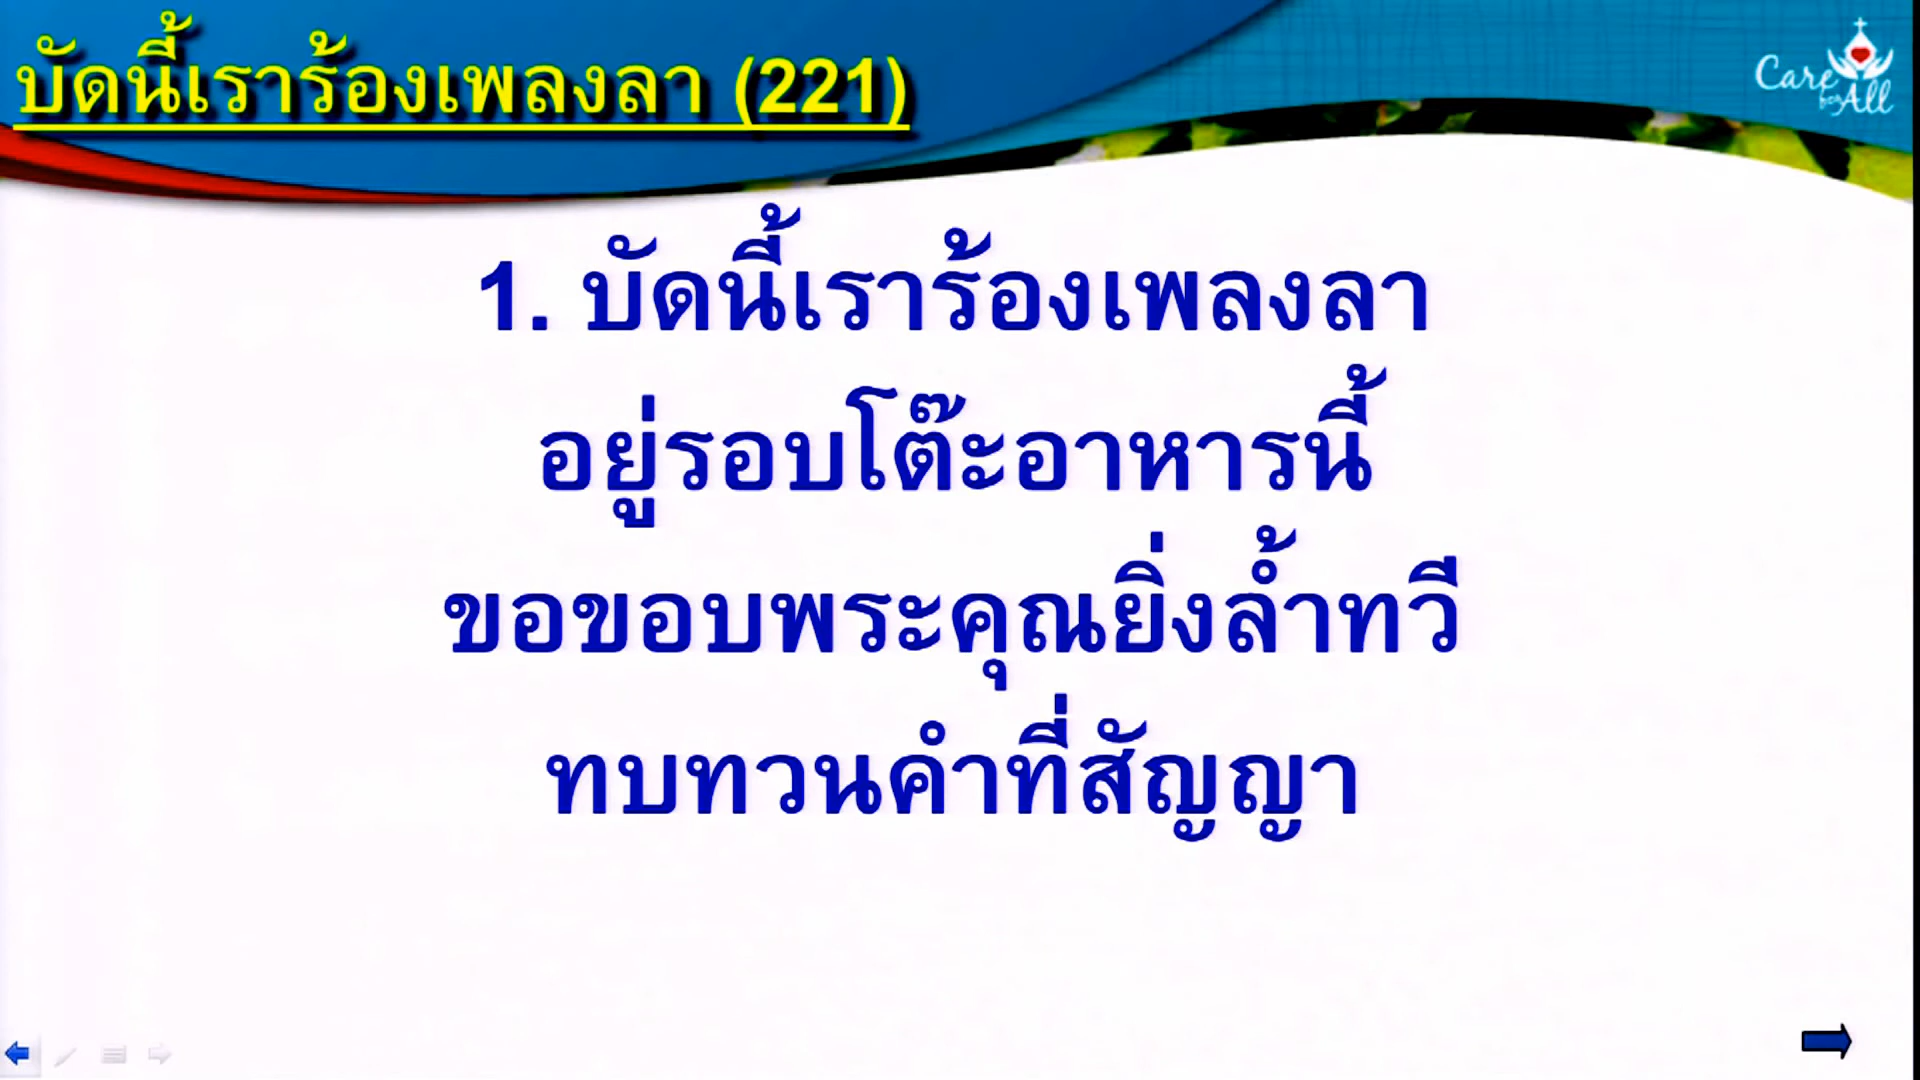 บัดนี้เราร้องเพลงลา (221)
Care for All
1. บัดนี้เราร้องเพลงลา
อยู่รอบโต๊ะอาหารนี้
ขอขอบพระคุณยิ่งล้ำทวี
ทบทวนคำที่สัญญา